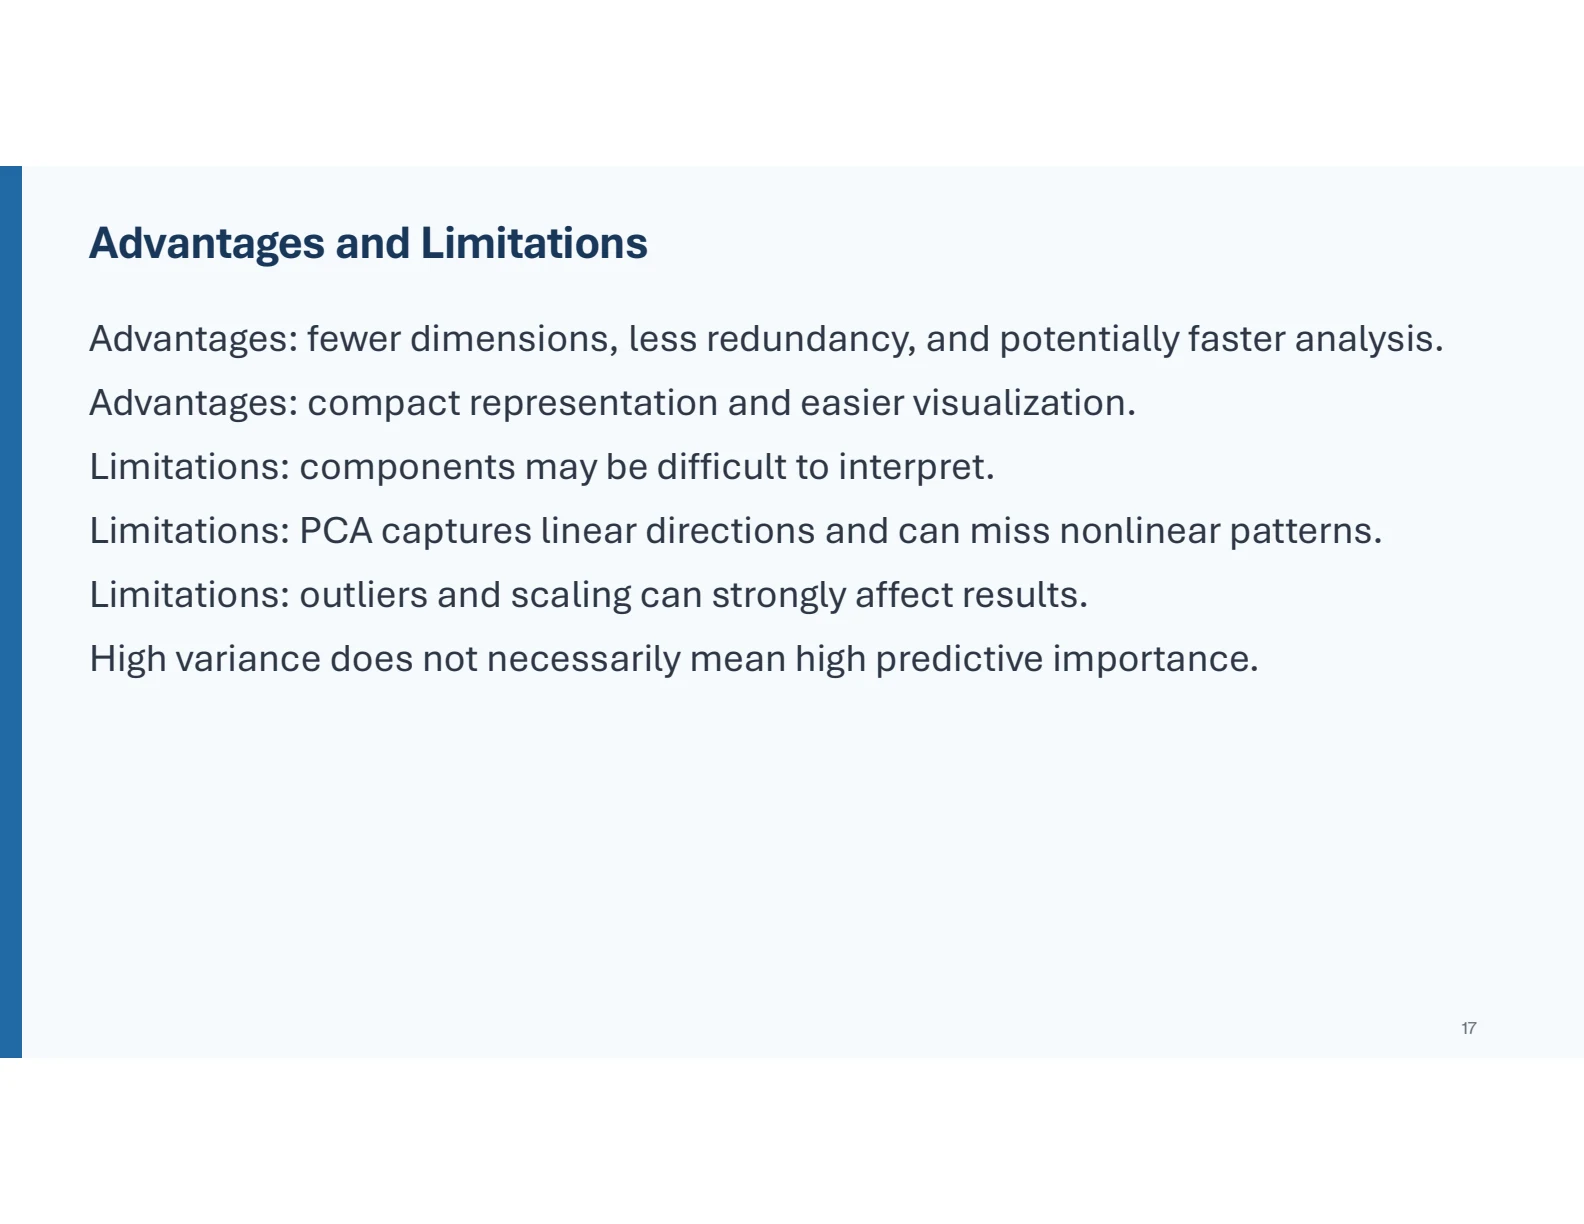 Advantages and Limitations
Advantages: fewer dimensions, less redundancy, and potentially faster analysis.
Advantages: compact representation and easier visualization.
Limitations: components may be difficult to interpret.
Limitations: PCA captures linear directions and can miss nonlinear patterns.
Limitations: outliers and scaling can strongly affect results.
High variance does not necessarily mean high predictive importance.
17